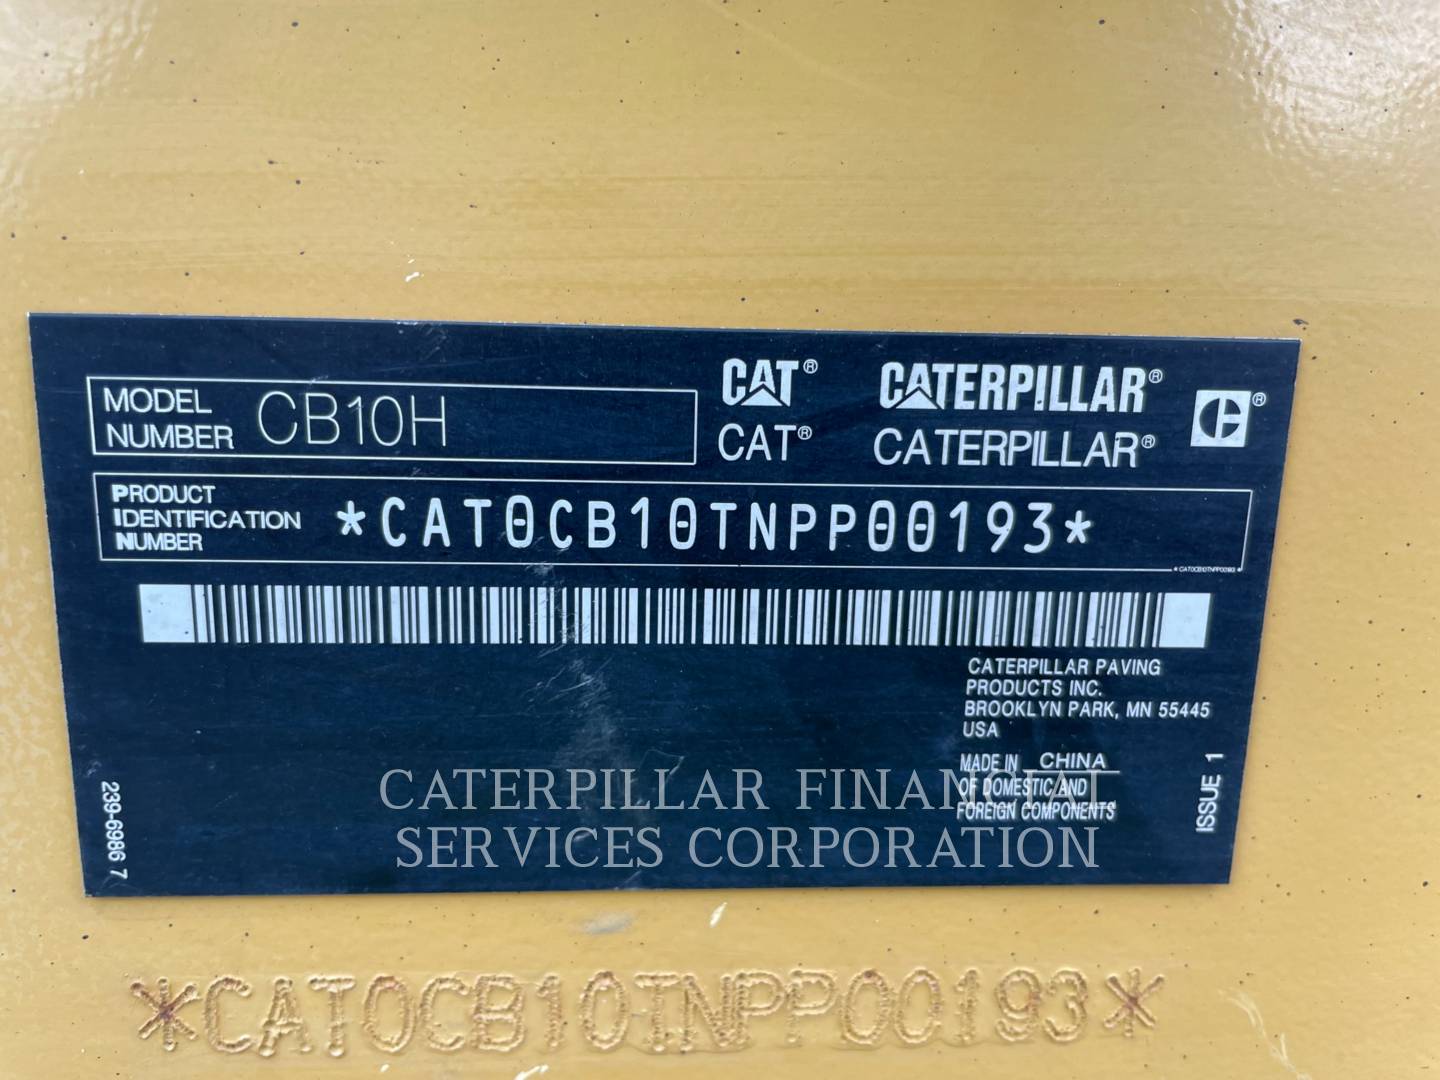 MODEL
NUMBER CB10H
CAT® CATERPILLAR®
CAT® CATERPILLAR®
PRODUCT
IDENTIFICATION
NUMBER
*CAT0CB10TNPP00193*
*CAT0CB10TNPP00193*
CATERPILLAR PAVING
PRODUCTS INC.
BROOKLYN PARK, MN 55445
USA
MADE IN CHINA
OF DOMESTIC AND
FOREIGN COMPONENTS
ISSUE 1
239-6986 7
CATERPILLAR FINANCIAL
SERVICES CORPORATION
*CAT0CB10TNPP00193*